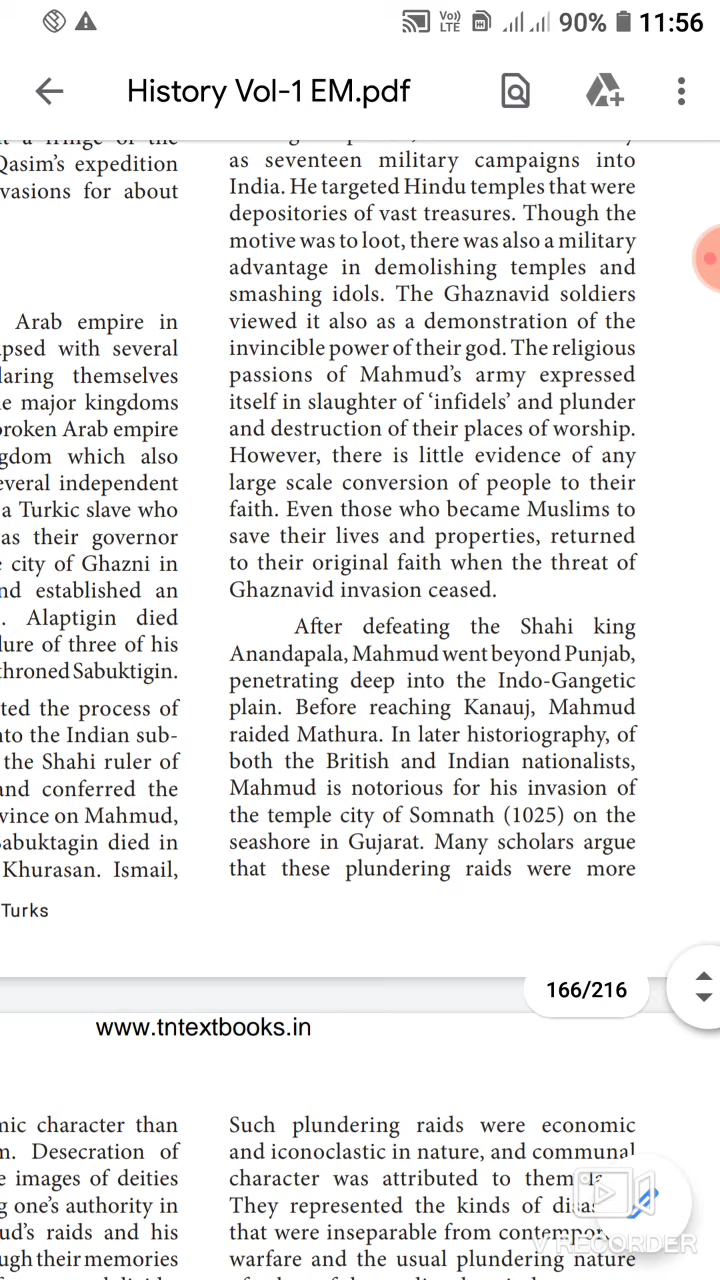 Vo)) LTE 90% 11:56
History Vol-1 EM.pdf
Qasim's expedition
vasions for about
Arab empire in
apsed with several
laring themselves
e major kingdoms
broken Arab empire
gdom which also
everal independent
a Turkic slave who
as their governor
e city of Ghazni in
nd established an
. Alaptigin died
lure of three of his
throned Sabuktigin.
ted the process of
nto the Indian sub-
the Shahi ruler of
and conferred the
vince on Mahmud,
Sabuktagin died in
Khurasan. Ismail,
Turks
as seventeen military campaigns into
India. He targeted Hindu temples that were
depositories of vast treasures. Though the
motive was to loot, there was also a military
advantage in demolishing temples and
smashing idols. The Ghaznavid soldiers
viewed it also as a demonstration of the
invincible power of their god. The religious
passions of Mahmud's army expressed
itself in slaughter of 'infidels' and plunder
and destruction of their places of worship.
However, there is little evidence of any
large scale conversion of people to their
faith. Even those who became Muslims to
save their lives and properties, returned
to their original faith when the threat of
Ghaznavid invasion ceased.
After defeating the Shahi king
Anandapala, Mahmud went beyond Punjab,
penetrating deep into the Indo-Gangetic
plain. Before reaching Kanauj, Mahmud
raided Mathura. In later historiography, of
both the British and Indian nationalists,
Mahmud is notorious for his invasion of
the temple city of Somnath (1025) on the
seashore in Gujarat. Many scholars argue
that these plundering raids were more
166/216
www.tntextbooks.in
mic character than
m. Desecration of
e images of deities
g one's authority in
ud's raids and his
ugh their memories
Such plundering raids were economic
and iconoclastic in nature, and communal
character was attributed to them
They represented the kinds of
that were inseparable from
warfare and the usual plundering nature
V RECORDER